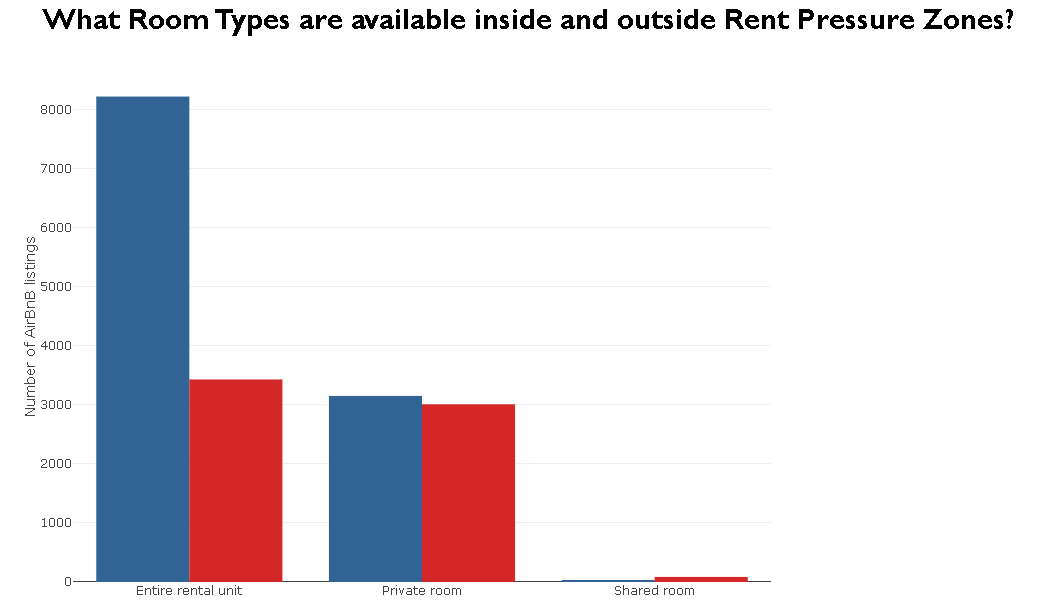 What Room Types are available inside and outside Rent Pressure Zones?
Number of AirBnB listings
8000
7000
6000
5000
4000
3000
2000
1000
0
Entire rental unit
Private room
Shared room